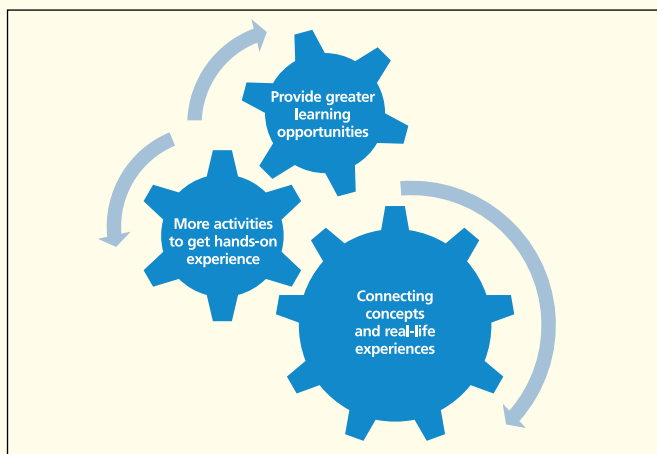 Provide greater
learning
opportunities
More activities
to get hands-on
experience
Connecting
concepts
and real-life
experiences